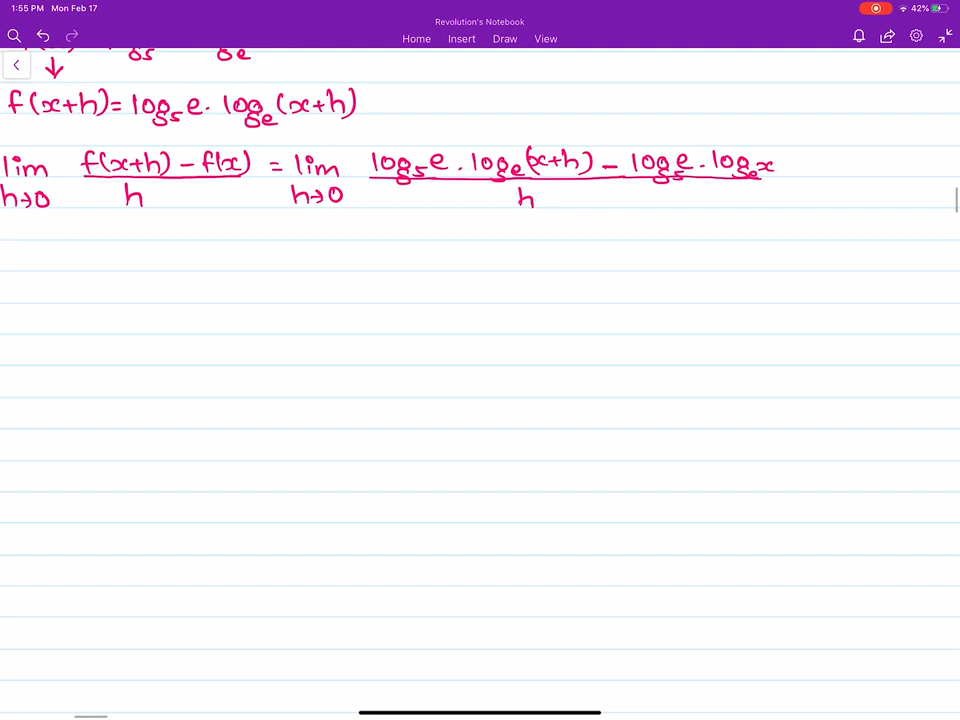 1:55 PM Mon Feb 17
42%
Revolution's Notebook
Home Insert Draw View
f(x+h)= log₅e. logₑ(x+h)
lim f(x+h) – f(x) = lim log₅e . logₑ(x+h) – log₅e . logₑx
h→0 h h→0 h